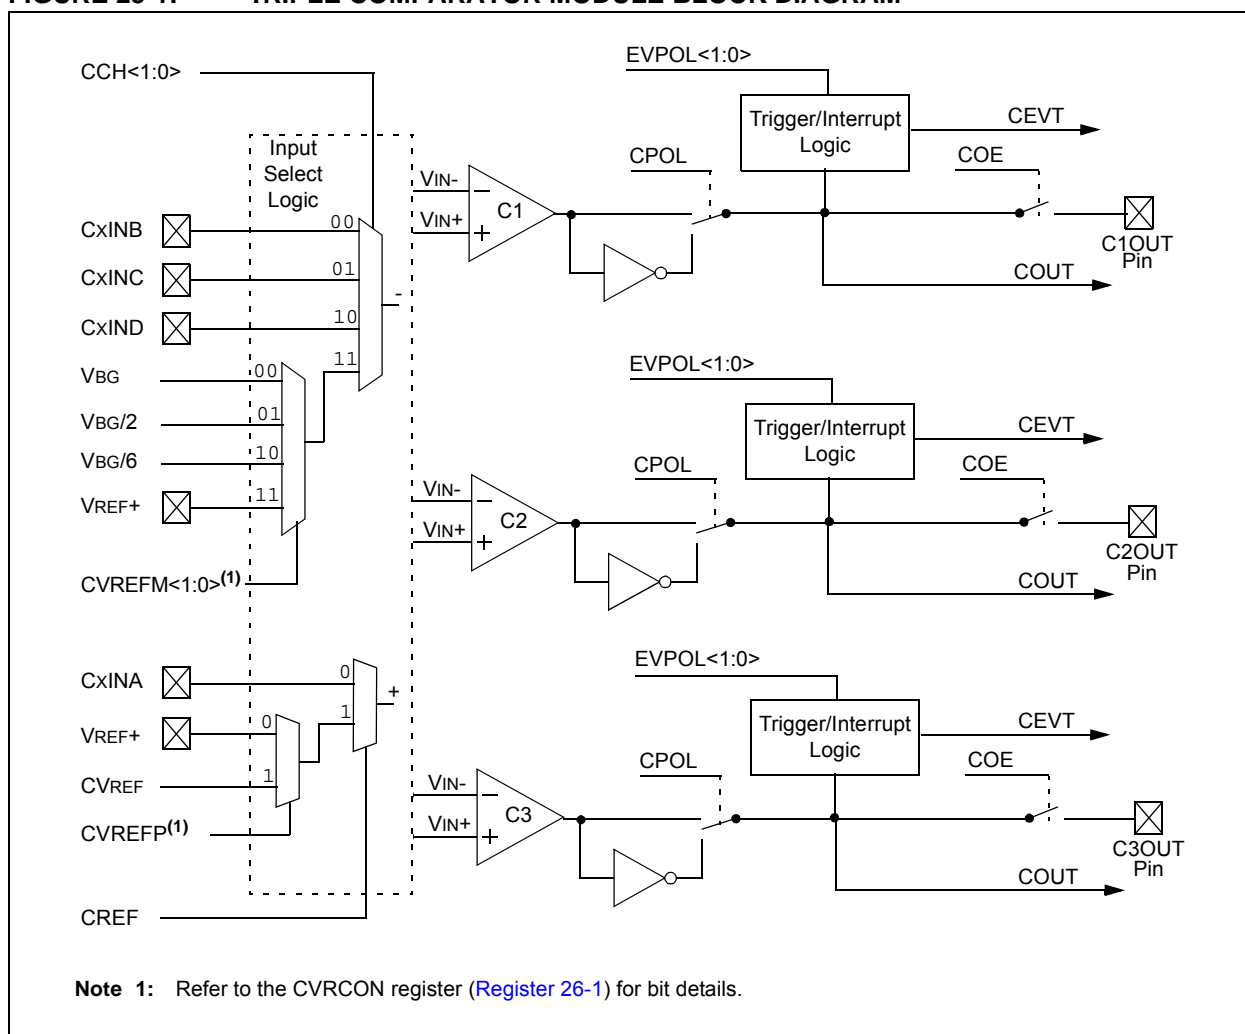 CCH<1:0>
Input
Select
Logic
CXINB
00
CXINC
01
CXIND
10
-
11
VBG
00
VBG/2
01
VBG/6
10
VREF+
11
CVREFM<1:0>(1)
CXINA
0
+
1
VREF+
0
CVREF
1
CVREFP(1)
CREF
EVPOL<1:0>
Trigger/Interrupt
Logic
CEVT
CPOL
COE
VIN-
VIN+
-
+
C1
C1OUT
Pin
COUT
EVPOL<1:0>
Trigger/Interrupt
Logic
CEVT
CPOL
COE
VIN-
VIN+
-
+
C2
C2OUT
Pin
COUT
EVPOL<1:0>
Trigger/Interrupt
Logic
CEVT
CPOL
COE
VIN-
VIN+
-
+
C3
C3OUT
Pin
COUT
Note 1: Refer to the CVRCON register (Register 26-1) for bit details.